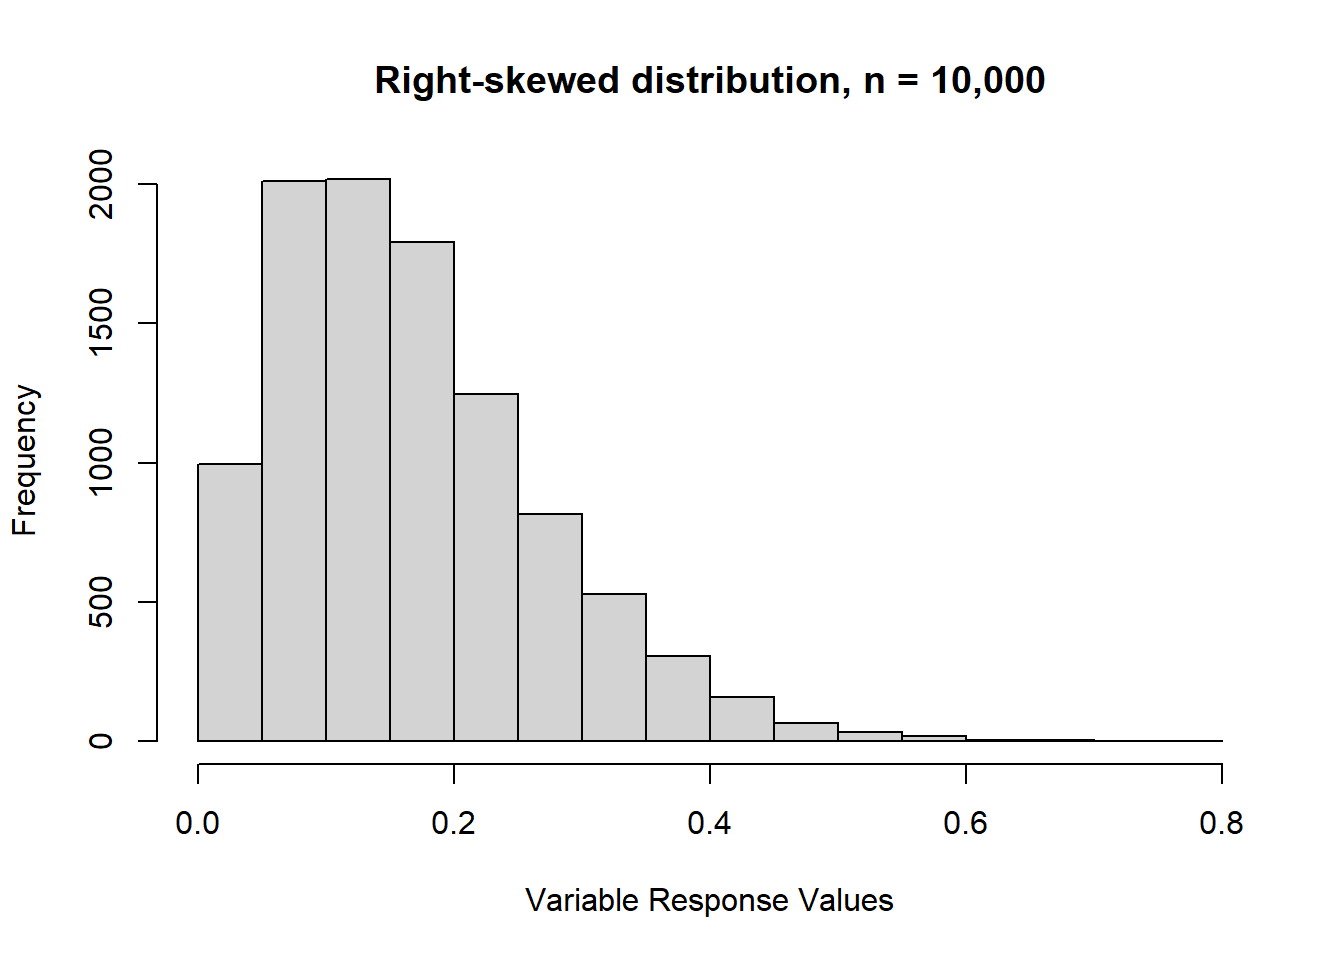 Right-skewed distribution, n = 10,000
Frequency
2000
1500
1000
500
0
0.0 0.2 0.4 0.6 0.8
Variable Response Values